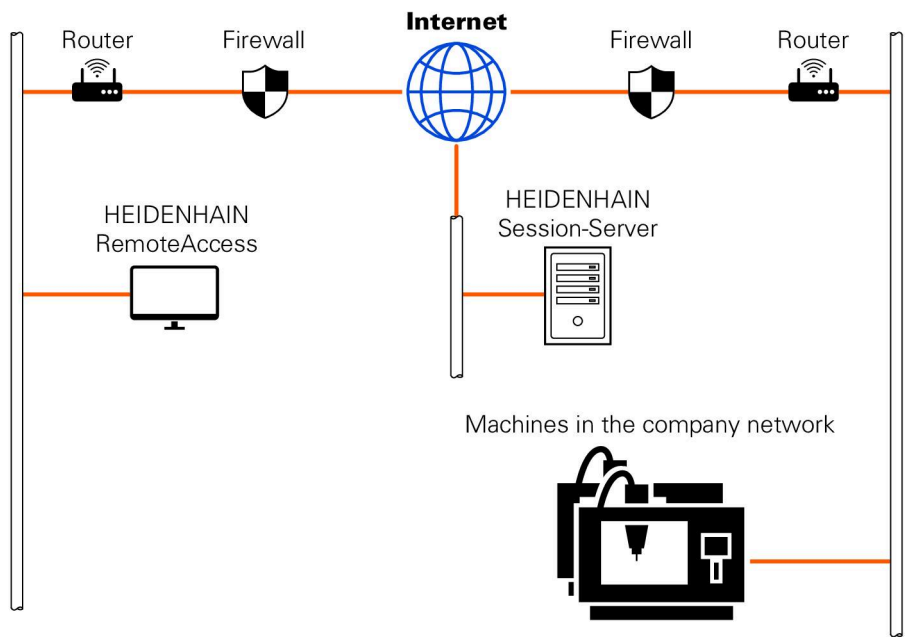 Internet
Router
Firewall
Firewall
Router
HEIDENHAIN
RemoteAccess
HEIDENHAIN
Session-Server
Machines in the company network